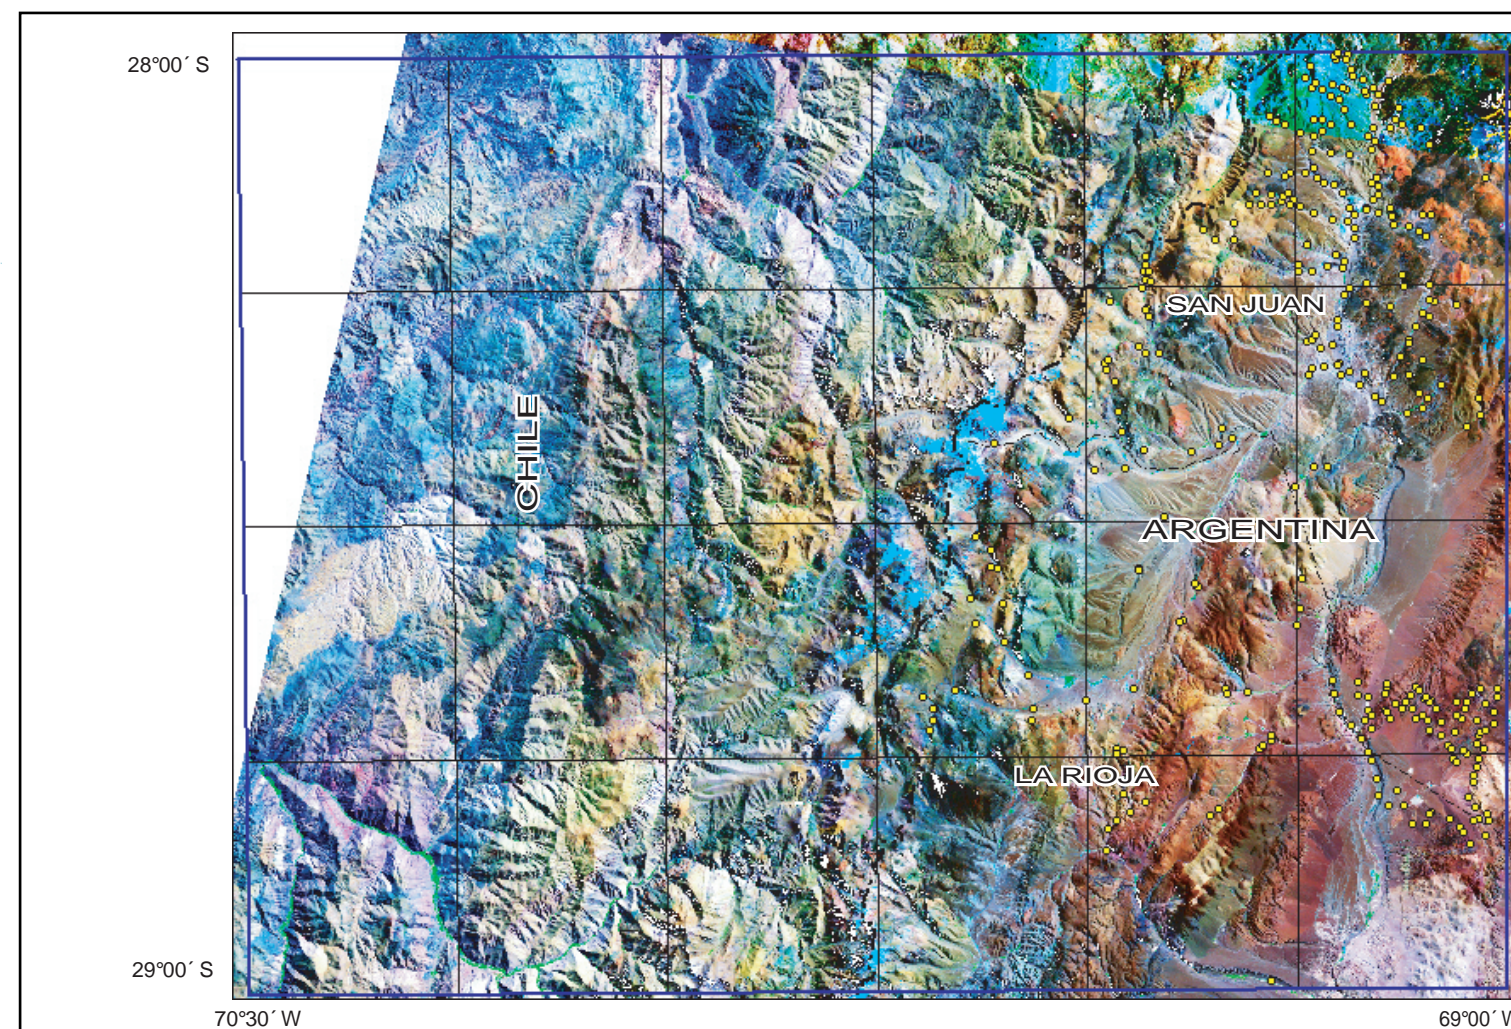 28°00´ S
SAN JUAN
CHILE
ARGENTINA
LA RIOJA
29°00´ S
70°30´ W
69°00´ W